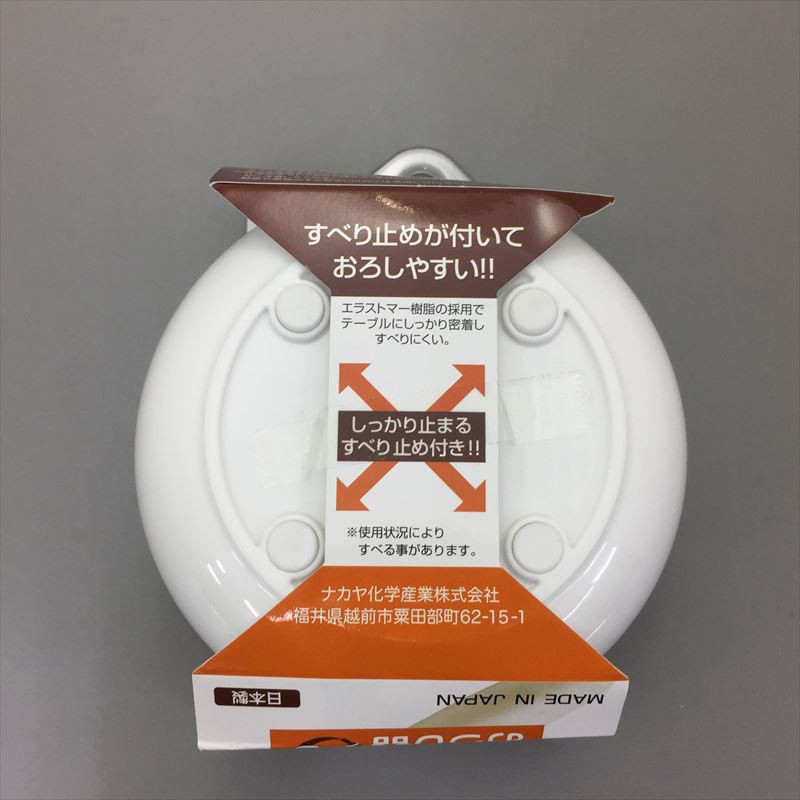 すべり止めが付いて
おろしやすい!!
エラストマー樹脂の採用で
テーブルにしっかり密着し
すべりにくい。
しっかり止まる
すべり止め付き!!
※使用状況により
すべる事があります。
ナカヤ化学産業株式会社
福井県越前市粟田部町62-15-1
日本製
MADE IN JAPAN